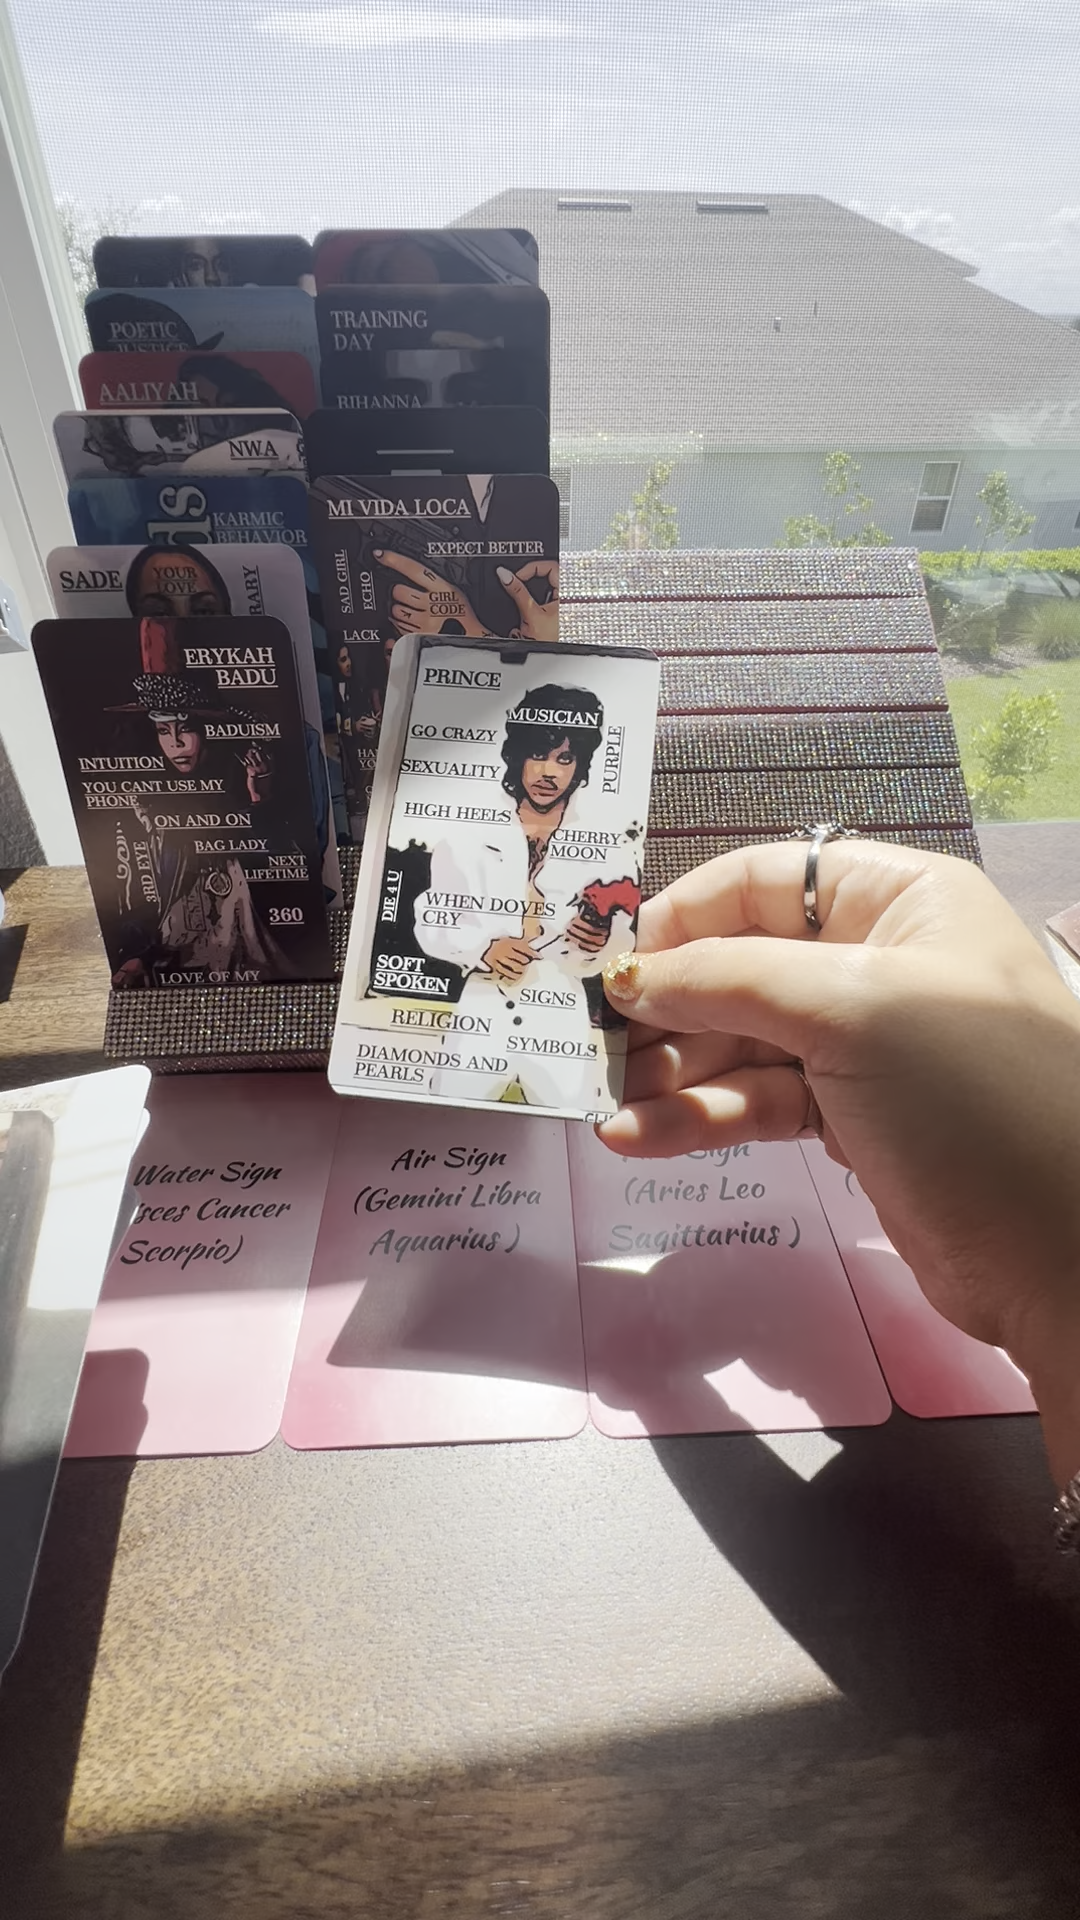 POETIC
JUSTICE
TRAINING
DAY
AALIYAH
RIHANNA
NWA
KARMIC
BEHAVIOR
MI VIDA LOCA
EXPECT BETTER
SAD GIRL
ECHO
GIRL
CODE
LACK
SADE
YOUR
LOVE
ERYKAH
BADU
BADUISM
INTUITION
YOU CANT USE MY
PHONE
ON AND ON
BAG LADY
3RD EYE
NEXT
LIFETIME
360
LOVE OF MY
PRINCE
MUSICIAN
GO CRAZY
PURPLE
SEXUALITY
HIGH HEELS
CHERRY
MOON
DIE 4 U
WHEN DOVES
CRY
SOFT
SPOKEN
SIGNS
RELIGION
SYMBOLS
DIAMONDS AND
PEARLS
Water Sign
Cancer
Scorpio)
Air Sign
(Gemini Libra
Aquarius )
Sign
(Aries Leo
Sagittarius )